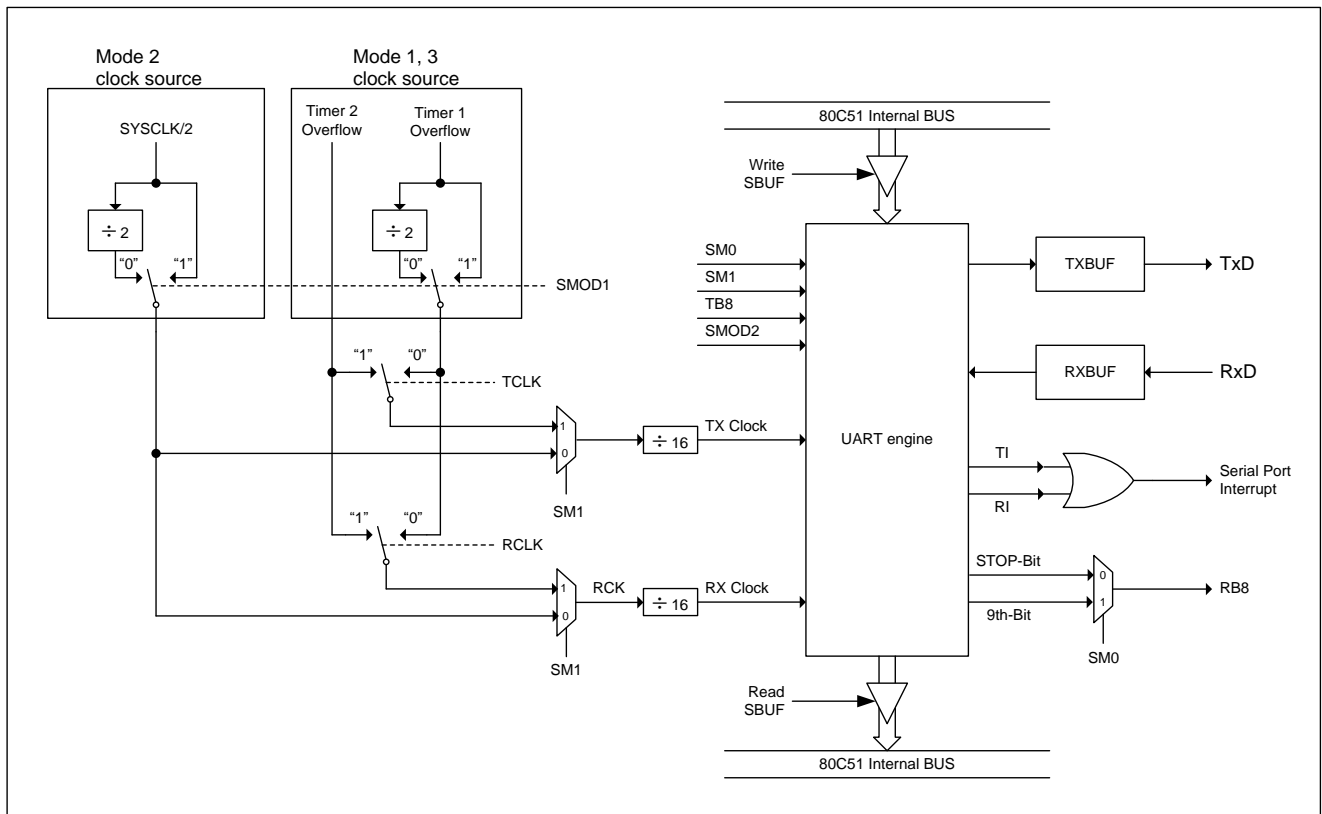 Mode 2
clock source
Mode 1, 3
clock source
SYSCLK/2
Timer 2
Overflow
Timer 1
Overflow
÷ 2
÷ 2
“0”
“1”
“0”
“1”
SMOD1
“1”
“0”
TCLK
1
0
SM1
÷ 16
TX Clock
“1”
“0”
RCLK
1
0
SM1
RCK
÷ 16
RX Clock
80C51 Internal BUS
Write
SBUF
SM0
SM1
TB8
SMOD2
UART engine
TXBUF
TxD
RXBUF
RxD
TI
RI
Serial Port
Interrupt
STOP-Bit
9th-Bit
0
1
SM0
RB8
Read
SBUF
80C51 Internal BUS